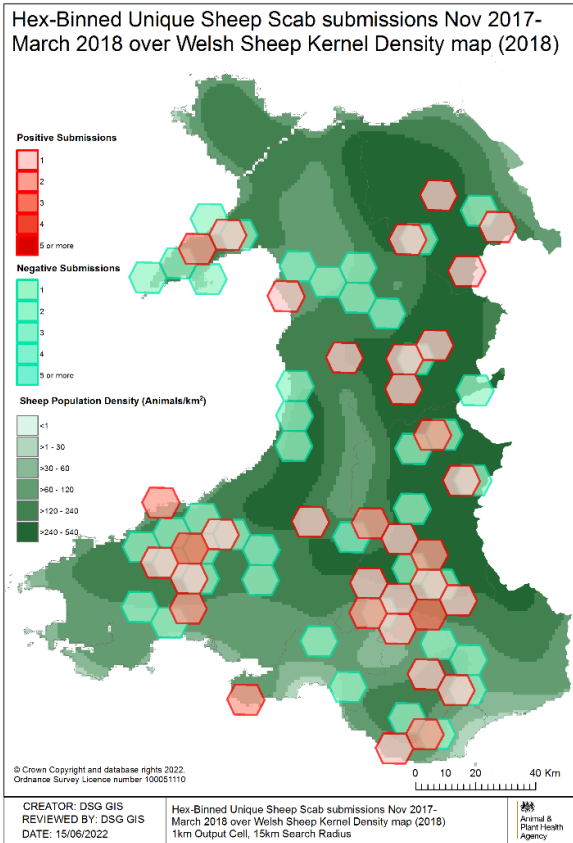 Hex-Binned Unique Sheep Scab submissions Nov 2017-
March 2018 over Welsh Sheep Kernel Density map (2018)
Positive Submissions
1
2
3
4
5 or more
Negative Submissions
1
2
3
4
5 or more
Sheep Population Density (Animals/km²)
<1
>1 - 30
>30 - 60
>60 - 120
>120 - 240
>240 - 540
© Crown Copyright and database rights 2022.
Ordnance Survey Licence number 100051110
0 5 10 20 40 Km
CREATOR: DSG GIS
REVIEWED BY: DSG GIS
DATE: 15/06/2022
Hex-Binned Unique Sheep Scab submissions Nov 2017-
March 2018 over Welsh Sheep Kernel Density map (2018)
1km Output Cell, 15km Search Radius
Animal &
Plant Health
Agency